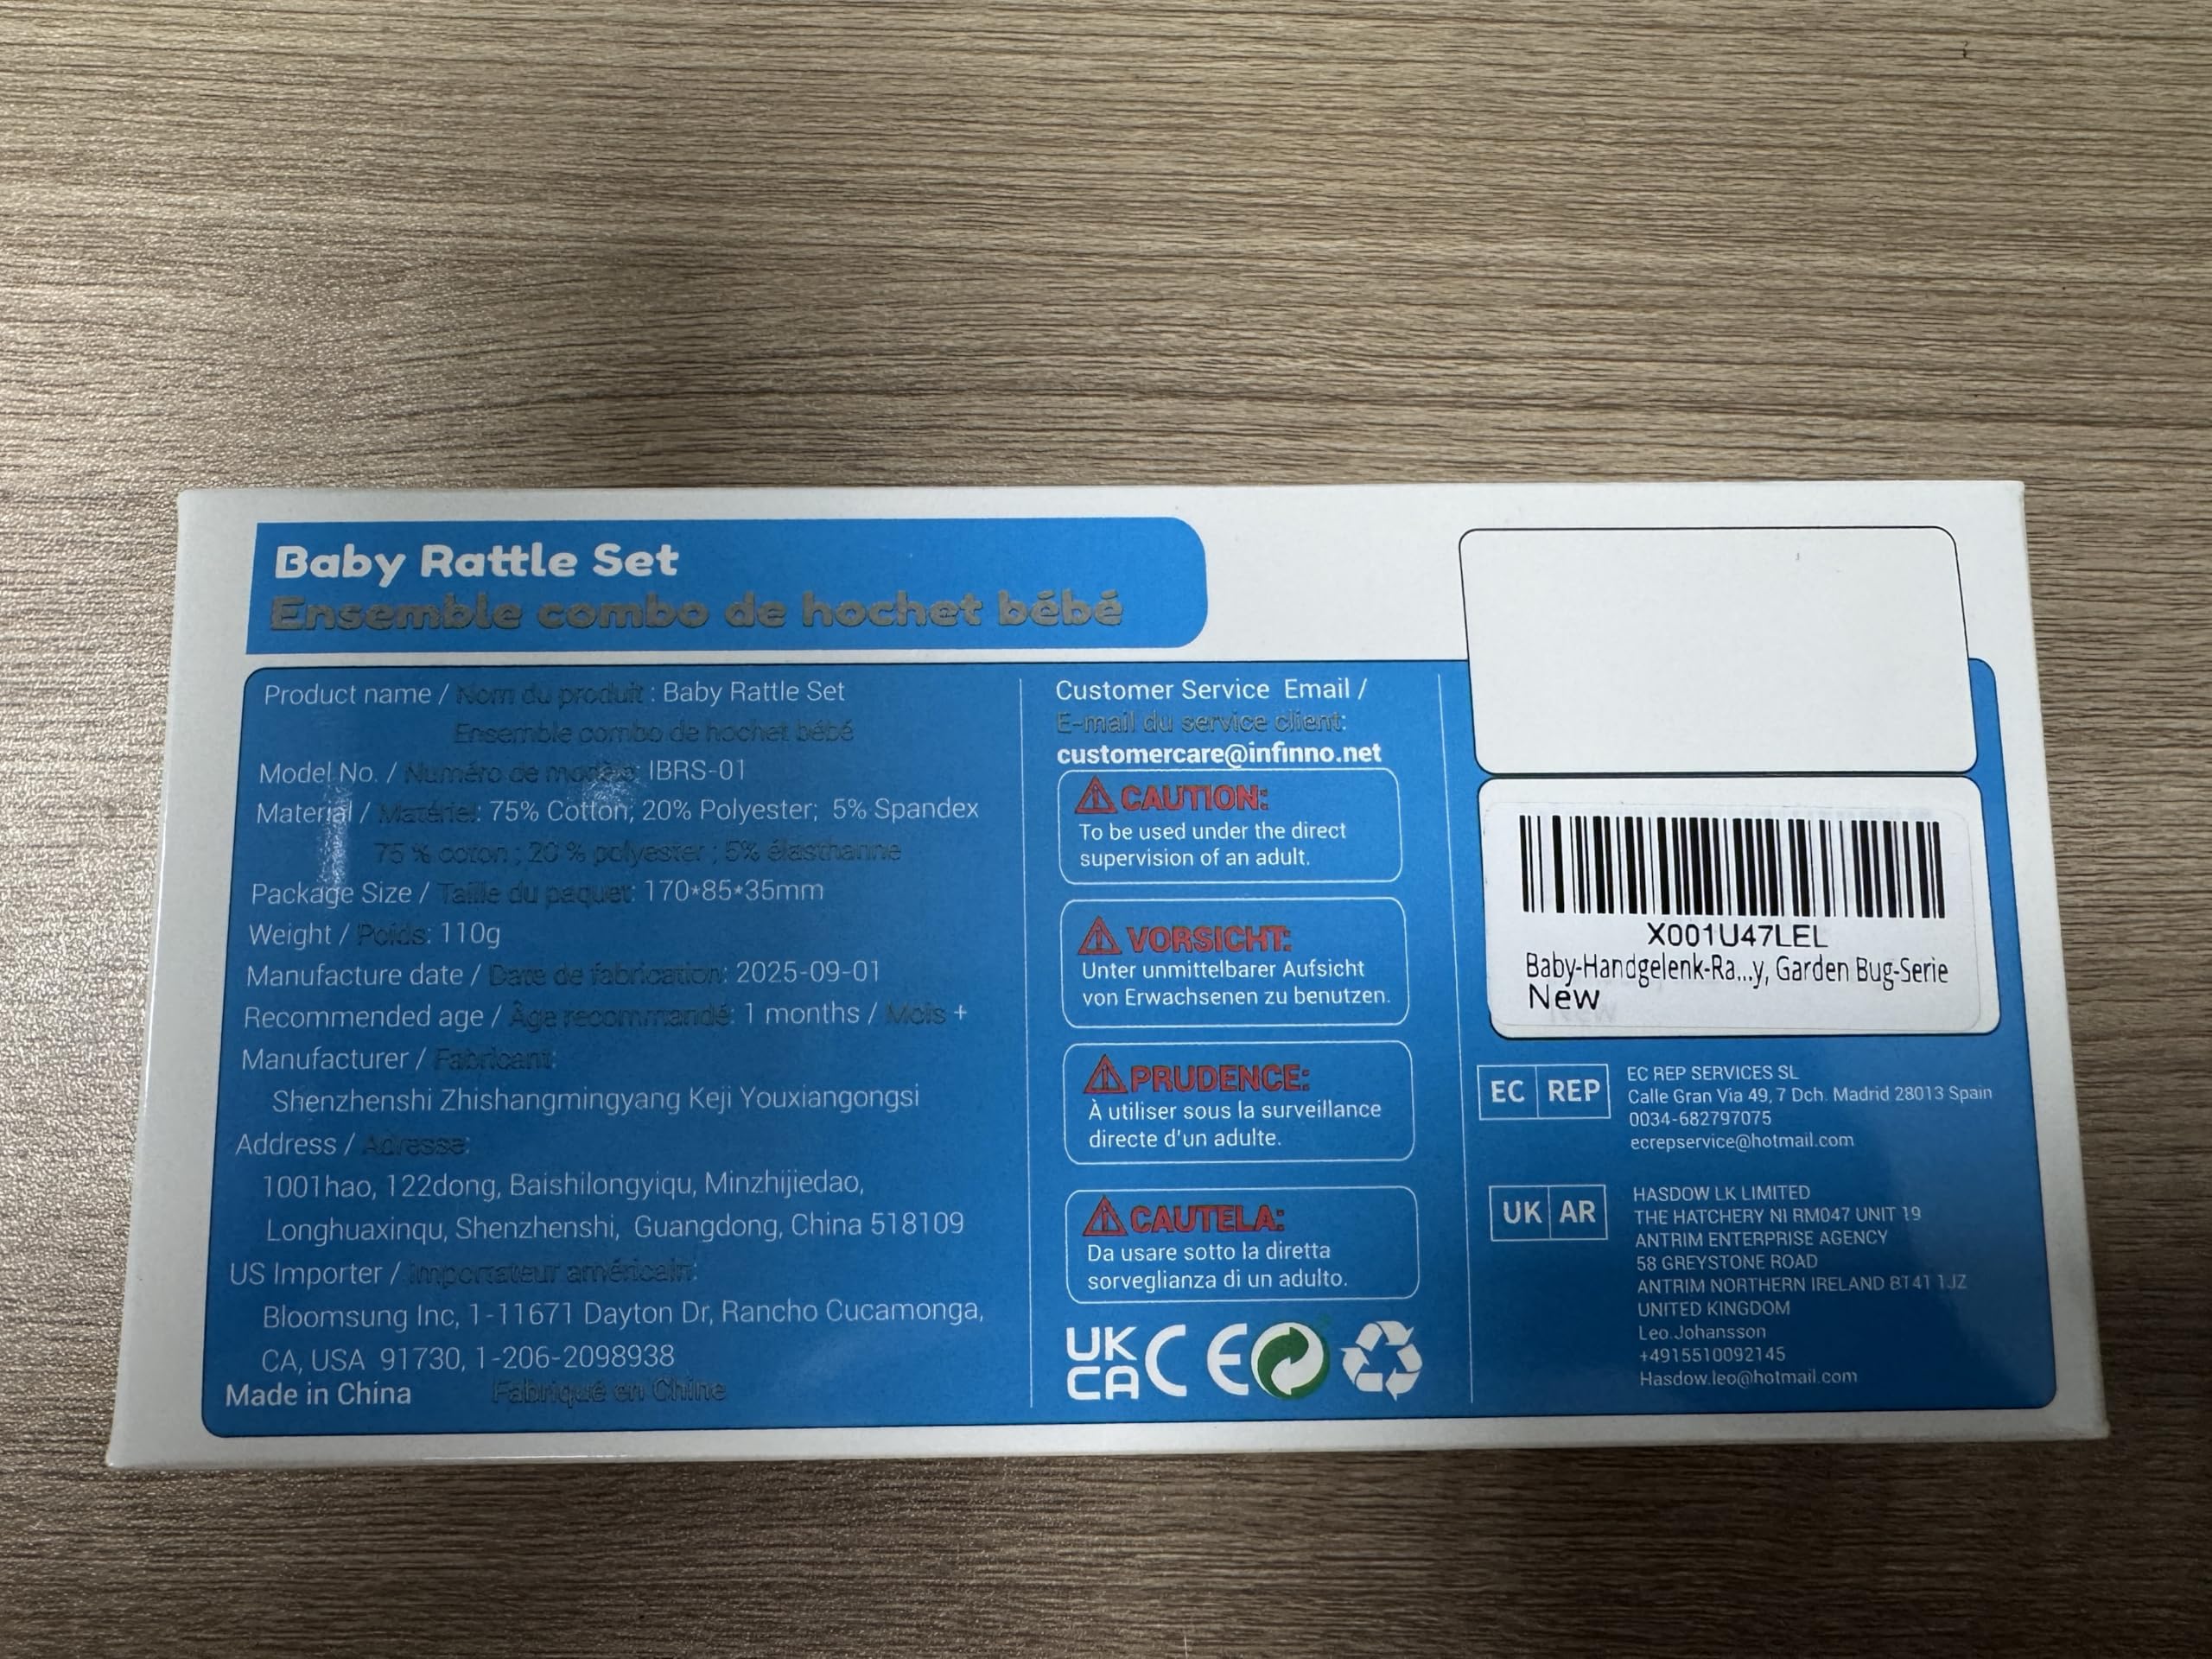 Baby Rattle Set
Ensemble combo de hochet bébé
Product name / Nom du produit : Baby Rattle Set
Ensemble combo de hochet bébé
Model No. / Numéro de modèle: IBRS-01
Material / Matériel: 75% Cotton; 20% Polyester; 5% Spandex
75 % coton ; 20 % polyester ; 5% élasthanne
Package Size / Taille du paquet: 170*85*35mm
Weight / Poids: 110g
Manufacture date / Date de fabrication: 2025-09-01
Recommended age / Âge recommandé: 1 months / Mois +
Manufacturer / Fabricant:
Shenzhenshi Zhishangmingyang Keji Youxiangongsi
Address / Adresse:
1001hao, 122dong, Baishilongyiqu, Minzhijiedao,
Longhuaxinqu, Shenzhenshi, Guangdong, China 518109
US Importer / Importateur américain:
Bloomsung Inc, 1-11671 Dayton Dr, Rancho Cucamonga,
CA, USA 91730, 1-206-2098938
Made in China Fabriqué en Chine
Customer Service Email /
E-mail du service client:
customercare@infinno.net
CAUTION:
To be used under the direct
supervision of an adult.
VORSICHT:
Unter unmittelbarer Aufsicht
von Erwachsenen zu benutzen.
PRUDENCE:
À utiliser sous la surveillance
directe d'un adulte.
CAUTELA:
Da usare sotto la diretta
sorveglianza di un adulto.
UK
CA CE
X001U47LEL
Baby-Handgelenk-Ra...y, Garden Bug-Serie
New
EC REP
EC REP SERVICES SL
Calle Gran Via 49, 7 Dch. Madrid 28013 Spain
0034-682797075
ecrepservice@hotmail.com
UK AR
HASDOW LK LIMITED
THE HATCHERY NI RM047 UNIT 19
ANTRIM ENTERPRISE AGENCY
58 GREYSTONE ROAD
ANTRIM NORTHERN IRELAND BT41 1JZ
UNITED KINGDOM
Leo.Johansson
+4915510092145
Hasdow.leo@hotmail.com